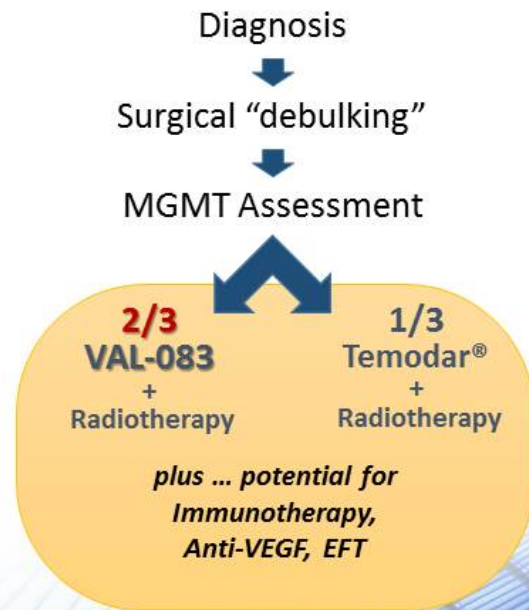 Diagnosis
Surgical “debulking”
MGMT Assessment
2/3
VAL-083
+
Radiotherapy
1/3
Temodar®
+
Radiotherapy
plus ... potential for
Immunotherapy,
Anti-VEGF, EFT